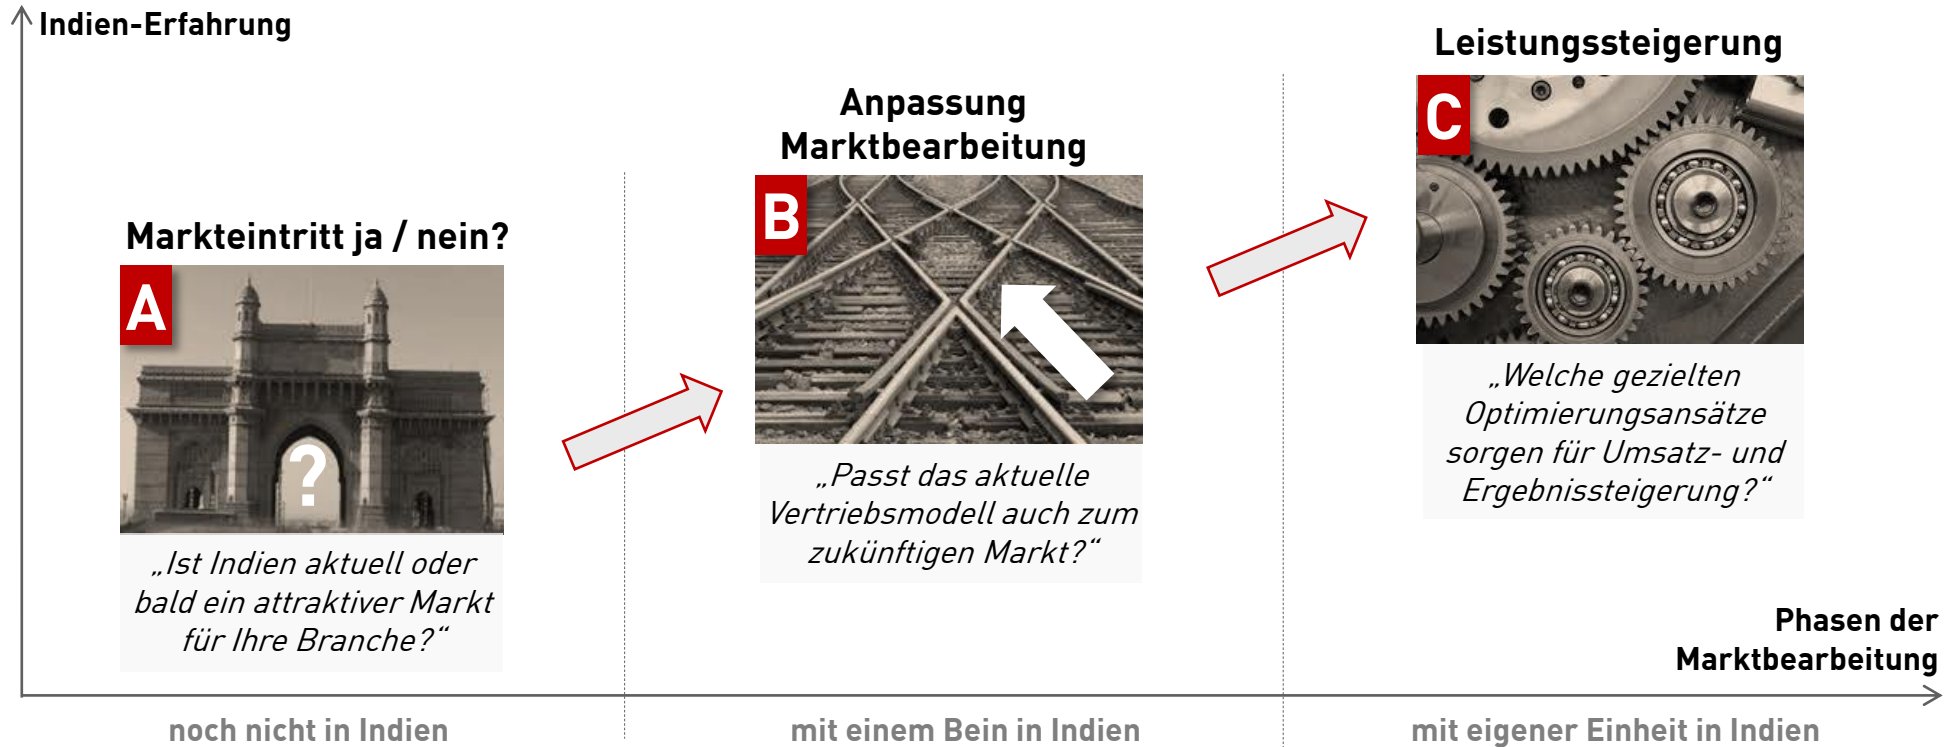 Indien-Erfahrung
Markteintritt ja / nein?
A
?
„Ist Indien aktuell oder
bald ein attraktiver Markt
für Ihre Branche?“
noch nicht in Indien
Anpassung
Marktbearbeitung
B
„Passt das aktuelle
Vertriebsmodell auch zum
zukünftigen Markt?“
mit einem Bein in Indien
Leistungssteigerung
C
„Welche gezielten
Optimierungsansätze
sorgen für Umsatz- und
Ergebnissteigerung?“
Phasen der
Marktbearbeitung
mit eigener Einheit in Indien